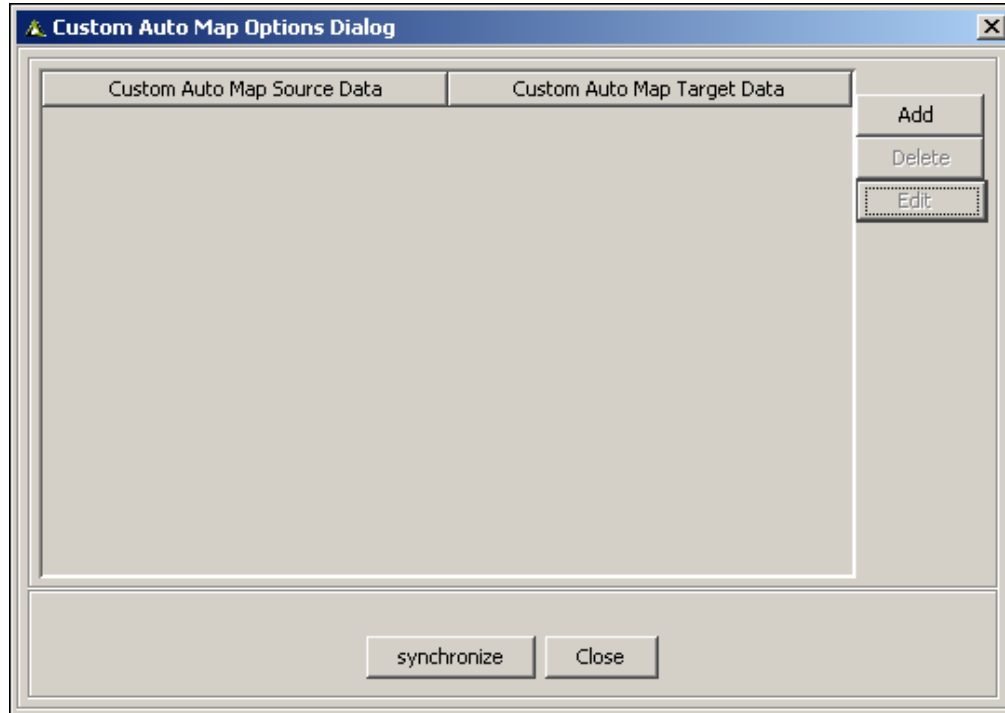 Custom Auto Map Options Dialog
Custom Auto Map Source Data
Custom Auto Map Target Data
Add
Delete
Edit
synchronize
Close